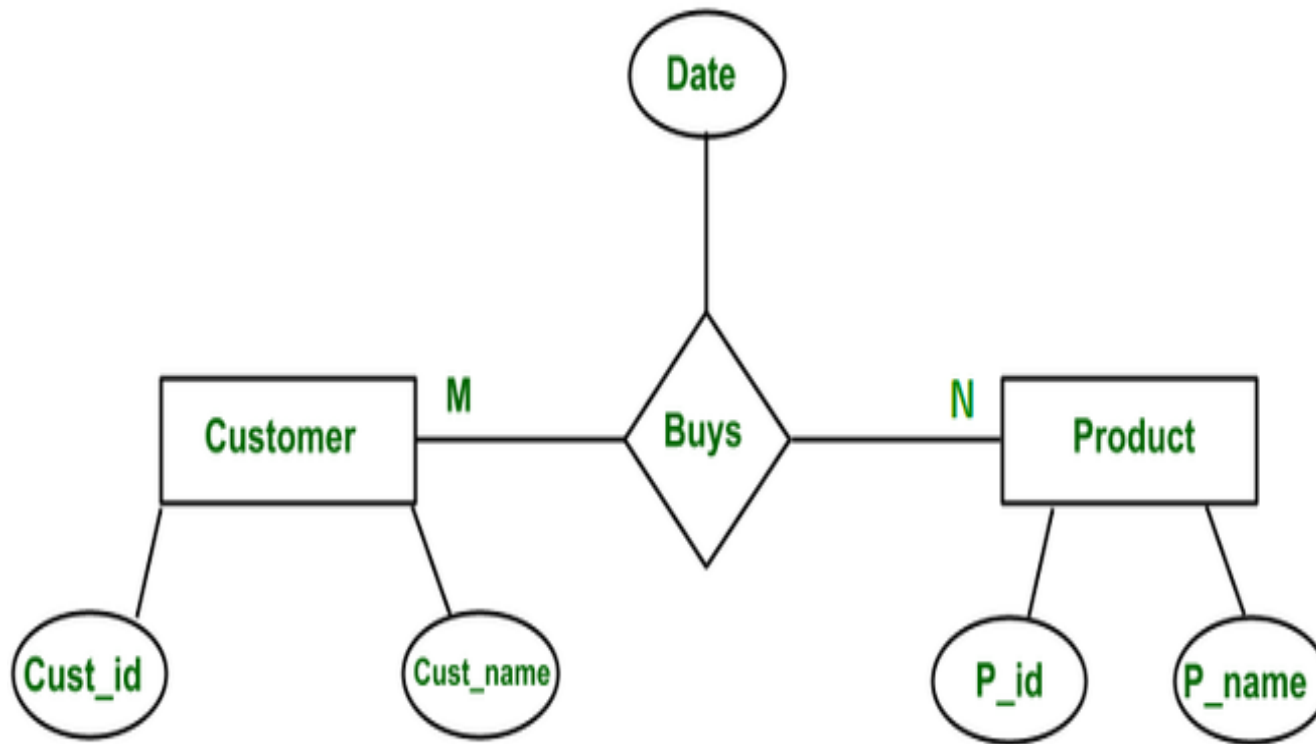 Date
M
N
Customer
Buys
Product
Cust_id
Cust_name
P_id
P_name